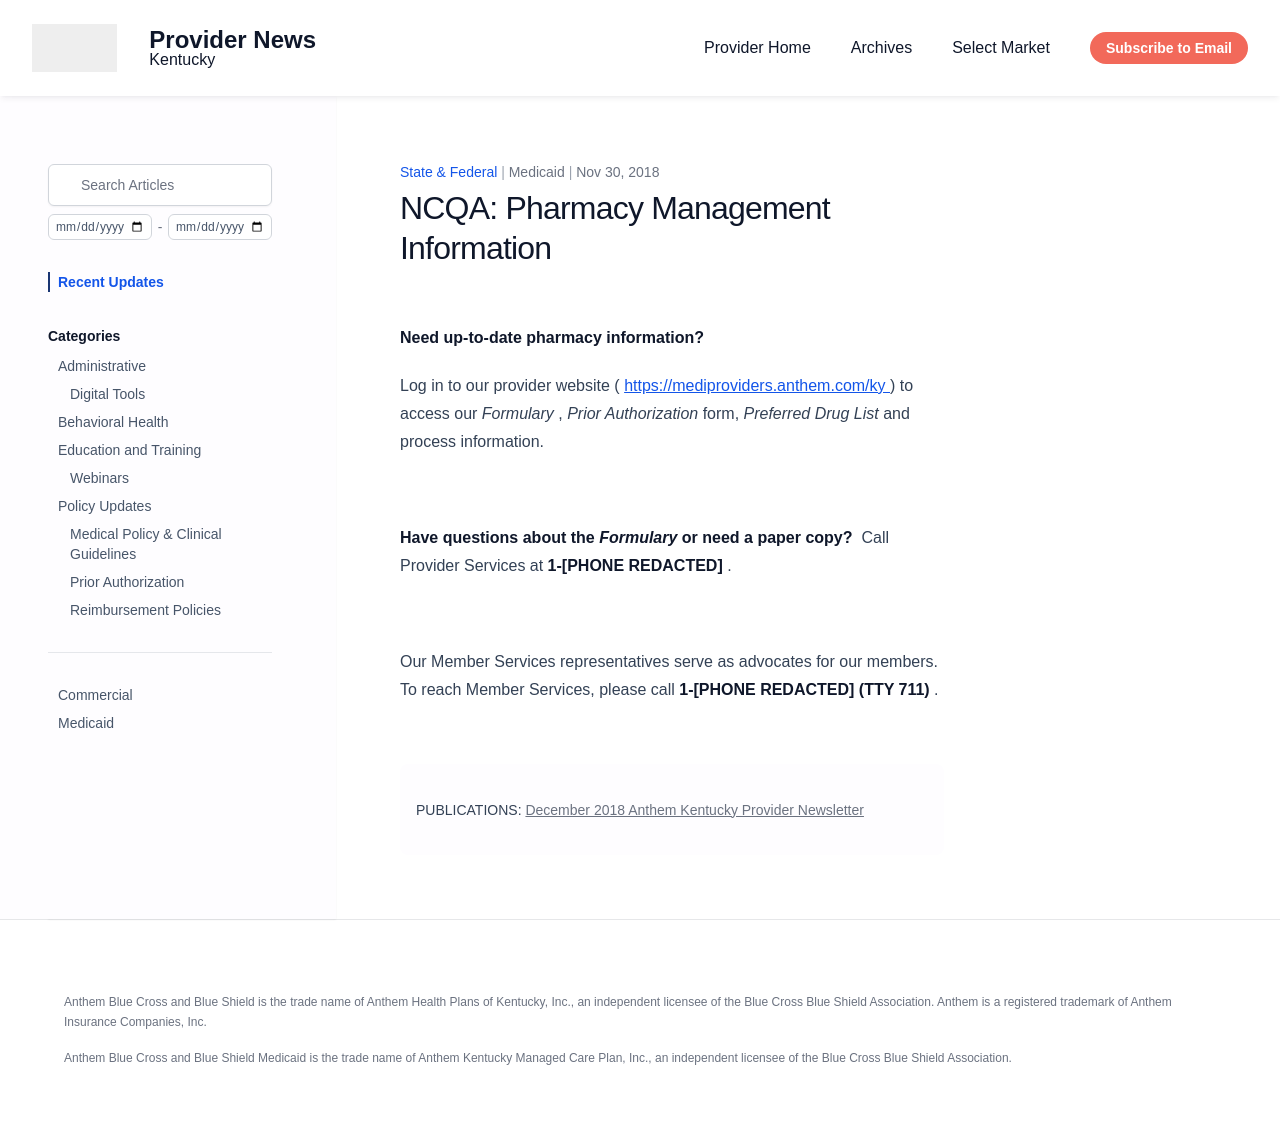 Provider News
Kentucky
Provider Home
Archives
Select Market
Subscribe to Email
Search Articles
mm/dd/yyyy - mm/dd/yyyy
Recent Updates
Categories
Administrative
Digital Tools
Behavioral Health
Education and Training
Webinars
Policy Updates
Medical Policy & Clinical
Guidelines
Prior Authorization
Reimbursement Policies
Commercial
Medicaid
State & Federal | Medicaid | Nov 30, 2018
NCQA: Pharmacy Management
Information
Need up-to-date pharmacy information?
Log in to our provider website ( https://mediproviders.anthem.com/ky ) to
access our Formulary , Prior Authorization form, Preferred Drug List and
process information.
Have questions about the Formulary or need a paper copy?  Call
Provider Services at 1-[PHONE REDACTED] .
Our Member Services representatives serve as advocates for our members.
To reach Member Services, please call 1-[PHONE REDACTED] (TTY 711) .
PUBLICATIONS: December 2018 Anthem Kentucky Provider Newsletter
Anthem Blue Cross and Blue Shield is the trade name of Anthem Health Plans of Kentucky, Inc., an independent licensee of the Blue Cross Blue Shield Association. Anthem is a registered trademark of Anthem
Insurance Companies, Inc.
Anthem Blue Cross and Blue Shield Medicaid is the trade name of Anthem Kentucky Managed Care Plan, Inc., an independent licensee of the Blue Cross Blue Shield Association.